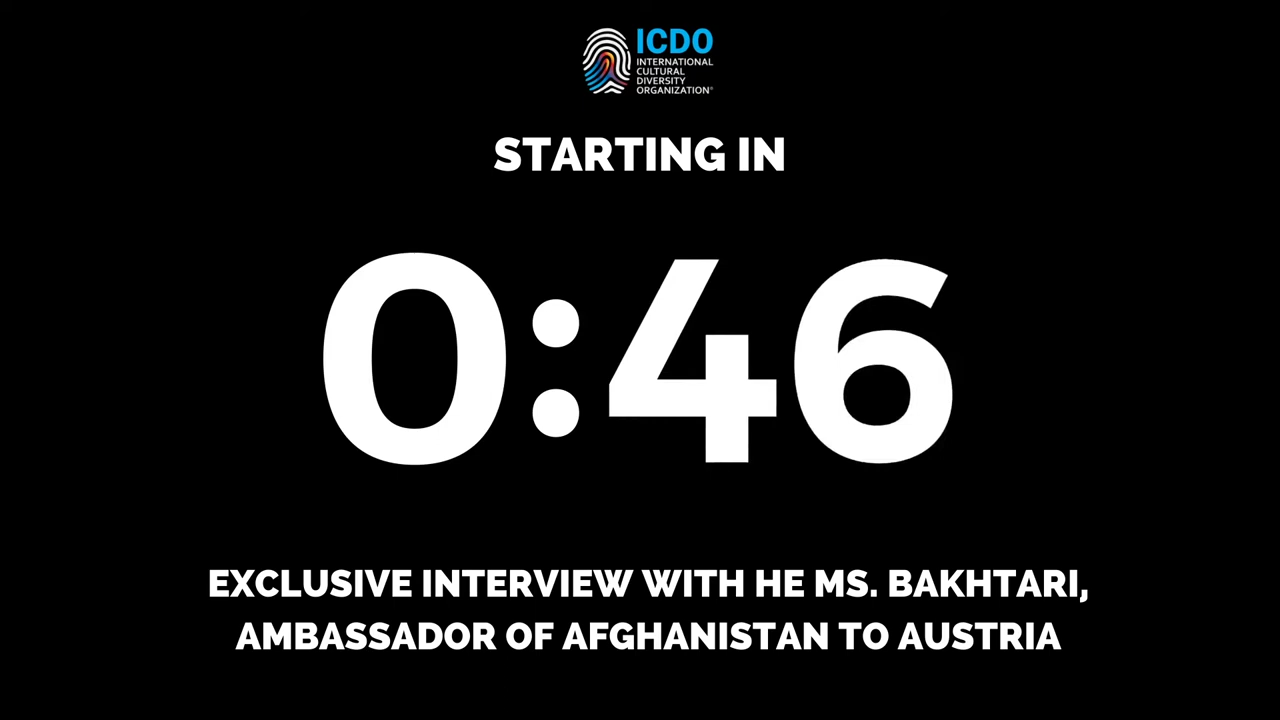 ICDO
INTERNATIONAL
CULTURAL
DIVERSITY
ORGANIZATION®
STARTING IN
0:46
EXCLUSIVE INTERVIEW WITH HE MS. BAKHTARI,
AMBASSADOR OF AFGHANISTAN TO AUSTRIA